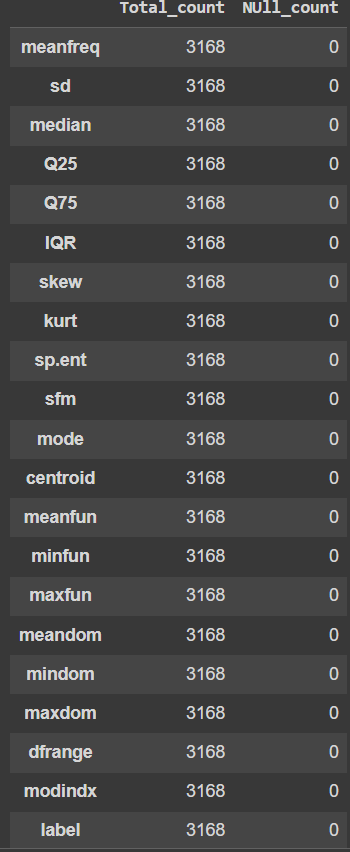 Total_count NUll_count
meanfreq 3168 0
sd 3168 0
median 3168 0
Q25 3168 0
Q75 3168 0
IQR 3168 0
skew 3168 0
kurt 3168 0
sp.ent 3168 0
sfm 3168 0
mode 3168 0
centroid 3168 0
meanfun 3168 0
minfun 3168 0
maxfun 3168 0
meandom 3168 0
mindom 3168 0
maxdom 3168 0
dfrange 3168 0
modindx 3168 0
label 3168 0